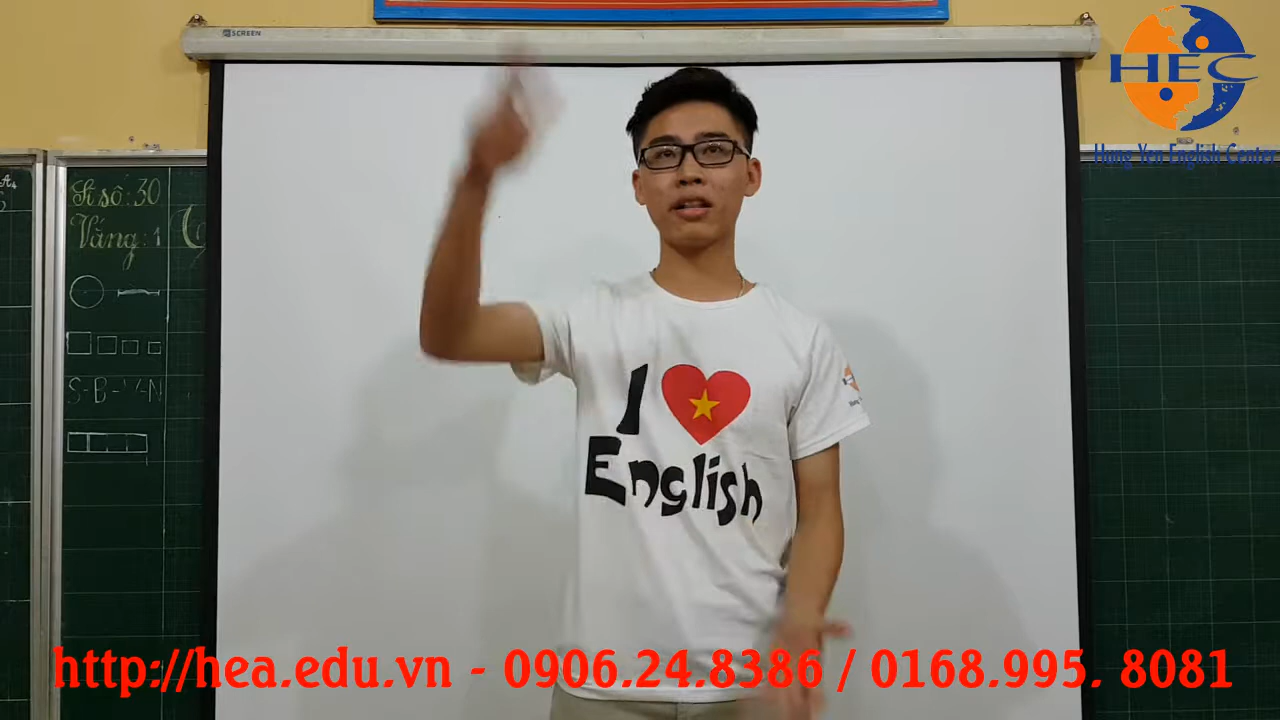 SCREEN
HEC
Hung Yen English Center
A4
Sĩ số: 30
Vắng: 1
I
English
http://hea.edu.vn - 0906.24.8386 / 0168.995. 8081